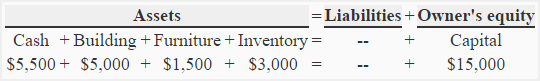 Assets = Liabilities + Owner's equity
Cash + Building + Furniture + Inventory = -- + Capital
$5,500 + $5,000 + $1,500 + $3,000 = -- + $15,000